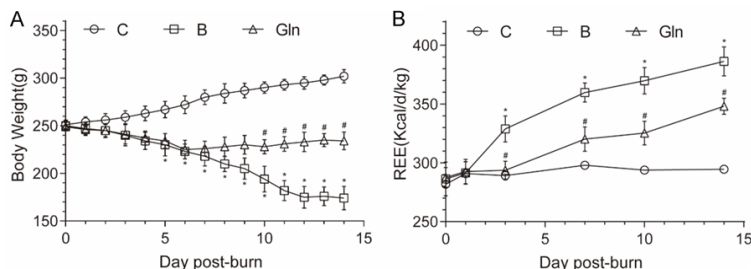 A
C B Gln
Body Weight(g)
350
300
250
200
150
0 5 10 15
# # # # #
* * * * * * * * * *
Day post-burn
B
C B Gln
REE(Kcal/d/kg)
400
350
300
250
0 5 10 15
* * * *
# # # #
Day post-burn